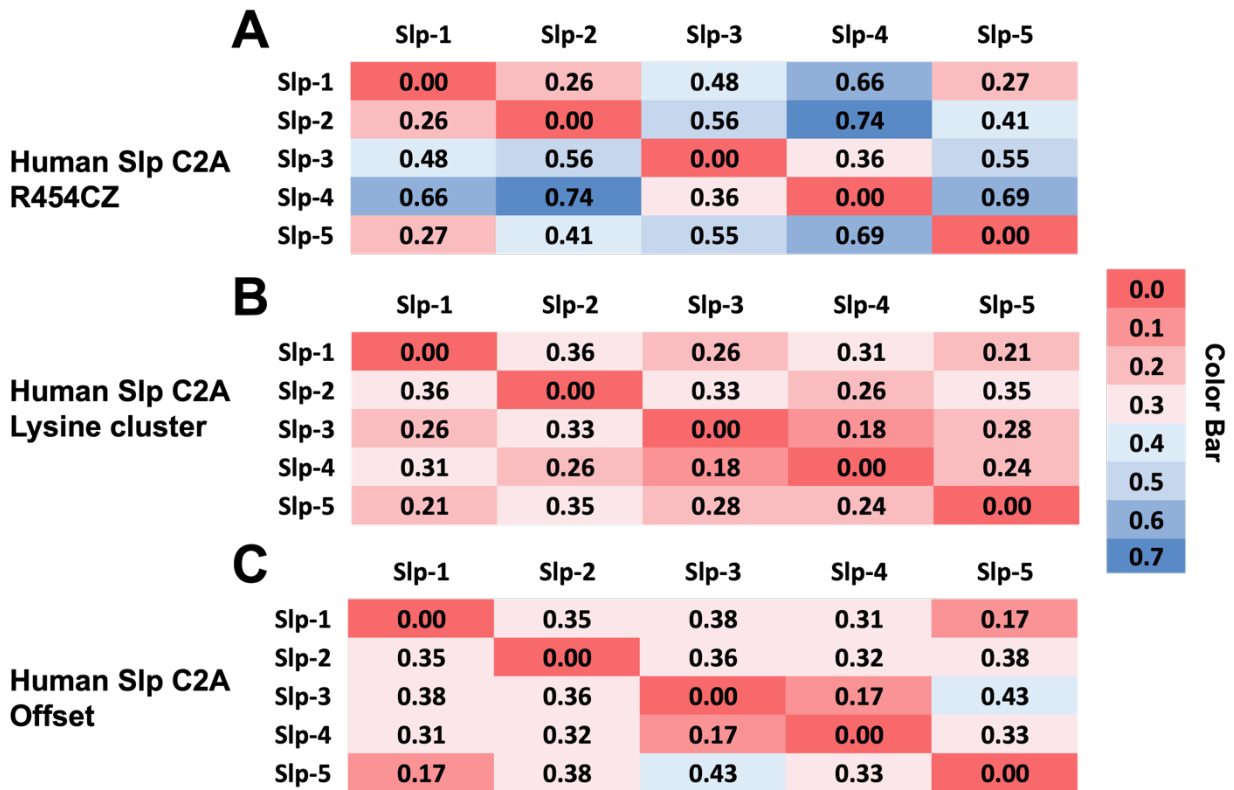 A
Slp-1 Slp-2 Slp-3 Slp-4 Slp-5
Slp-1 0.00 0.26 0.48 0.66 0.27
Slp-2 0.26 0.00 0.56 0.74 0.41
Human Slp C2A
R454CZ
Slp-3 0.48 0.56 0.00 0.36 0.55
Slp-4 0.66 0.74 0.36 0.00 0.69
Slp-5 0.27 0.41 0.55 0.69 0.00
B
Slp-1 Slp-2 Slp-3 Slp-4 Slp-5
Slp-1 0.00 0.36 0.26 0.31 0.21
Human Slp C2A
Lysine cluster
Slp-2 0.36 0.00 0.33 0.26 0.35
Slp-3 0.26 0.33 0.00 0.18 0.28
Slp-4 0.31 0.26 0.18 0.00 0.24
Slp-5 0.21 0.35 0.28 0.24 0.00
C
Slp-1 Slp-2 Slp-3 Slp-4 Slp-5
Slp-1 0.00 0.35 0.38 0.31 0.17
Slp-2 0.35 0.00 0.36 0.32 0.38
Human Slp C2A
Offset
Slp-3 0.38 0.36 0.00 0.17 0.43
Slp-4 0.31 0.32 0.17 0.00 0.33
Slp-5 0.17 0.38 0.43 0.33 0.00
0.0
0.1
0.2
0.3
0.4
0.5
0.6
0.7
Color Bar